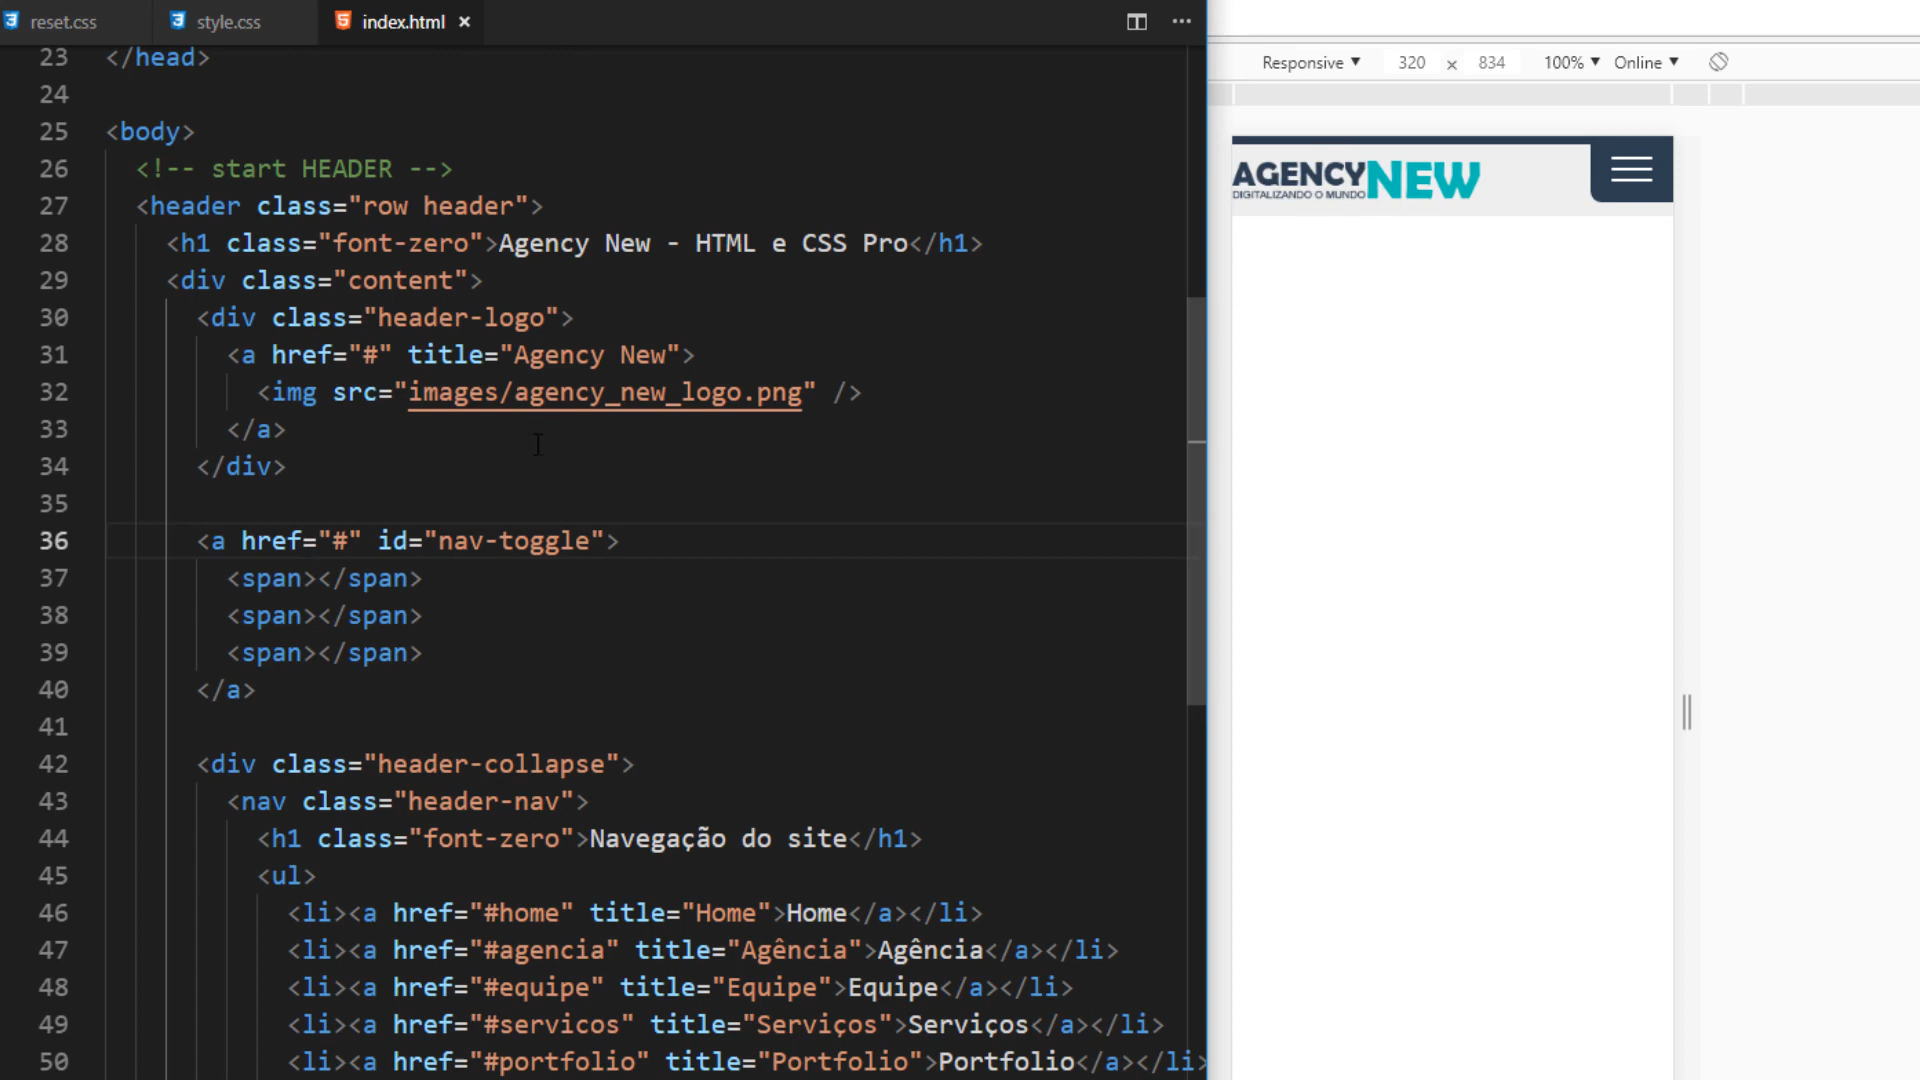 reset.css style.css index.html ×
23 </head>
24
25 <body>
26 <!-- start HEADER -->
27 <header class="row header">
28 <h1 class="font-zero">Agency New - HTML e CSS Pro</h1>
29 <div class="content">
30 <div class="header-logo">
31 <a href="#" title="Agency New">
32 <img src="images/agency_new_logo.png" />
33 </a>
34 </div>
35
36 <a href="#" id="nav-toggle">
37 <span></span>
38 <span></span>
39 <span></span>
40 </a>
41
42 <div class="header-collapse">
43 <nav class="header-nav">
44 <h1 class="font-zero">Navegação do site</h1>
45 <ul>
46 <li><a href="#home" title="Home">Home</a></li>
47 <li><a href="#agencia" title="Agência">Agência</a></li>
48 <li><a href="#equipe" title="Equipe">Equipe</a></li>
49 <li><a href="#servicos" title="Serviços">Serviços</a></li>
50 <li><a href="#portfolio" title="Portfolio">Portfolio</a></li>
Responsive ▼ 320 x 834 100% ▼ Online ▼
AGENCYNEW
DIGITALIZANDO O MUNDO